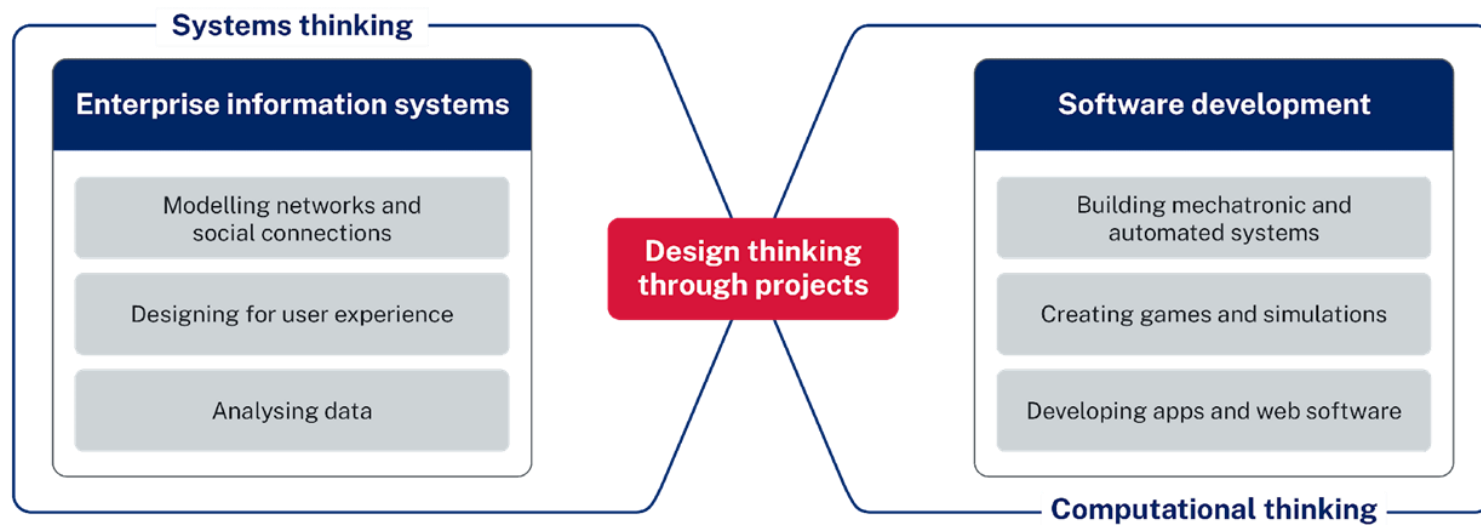 Systems thinking
Enterprise information systems
Modelling networks and
social connections
Designing for user experience
Analysing data
Design thinking
through projects
Software development
Building mechatronic and
automated systems
Creating games and simulations
Developing apps and web software
Computational thinking